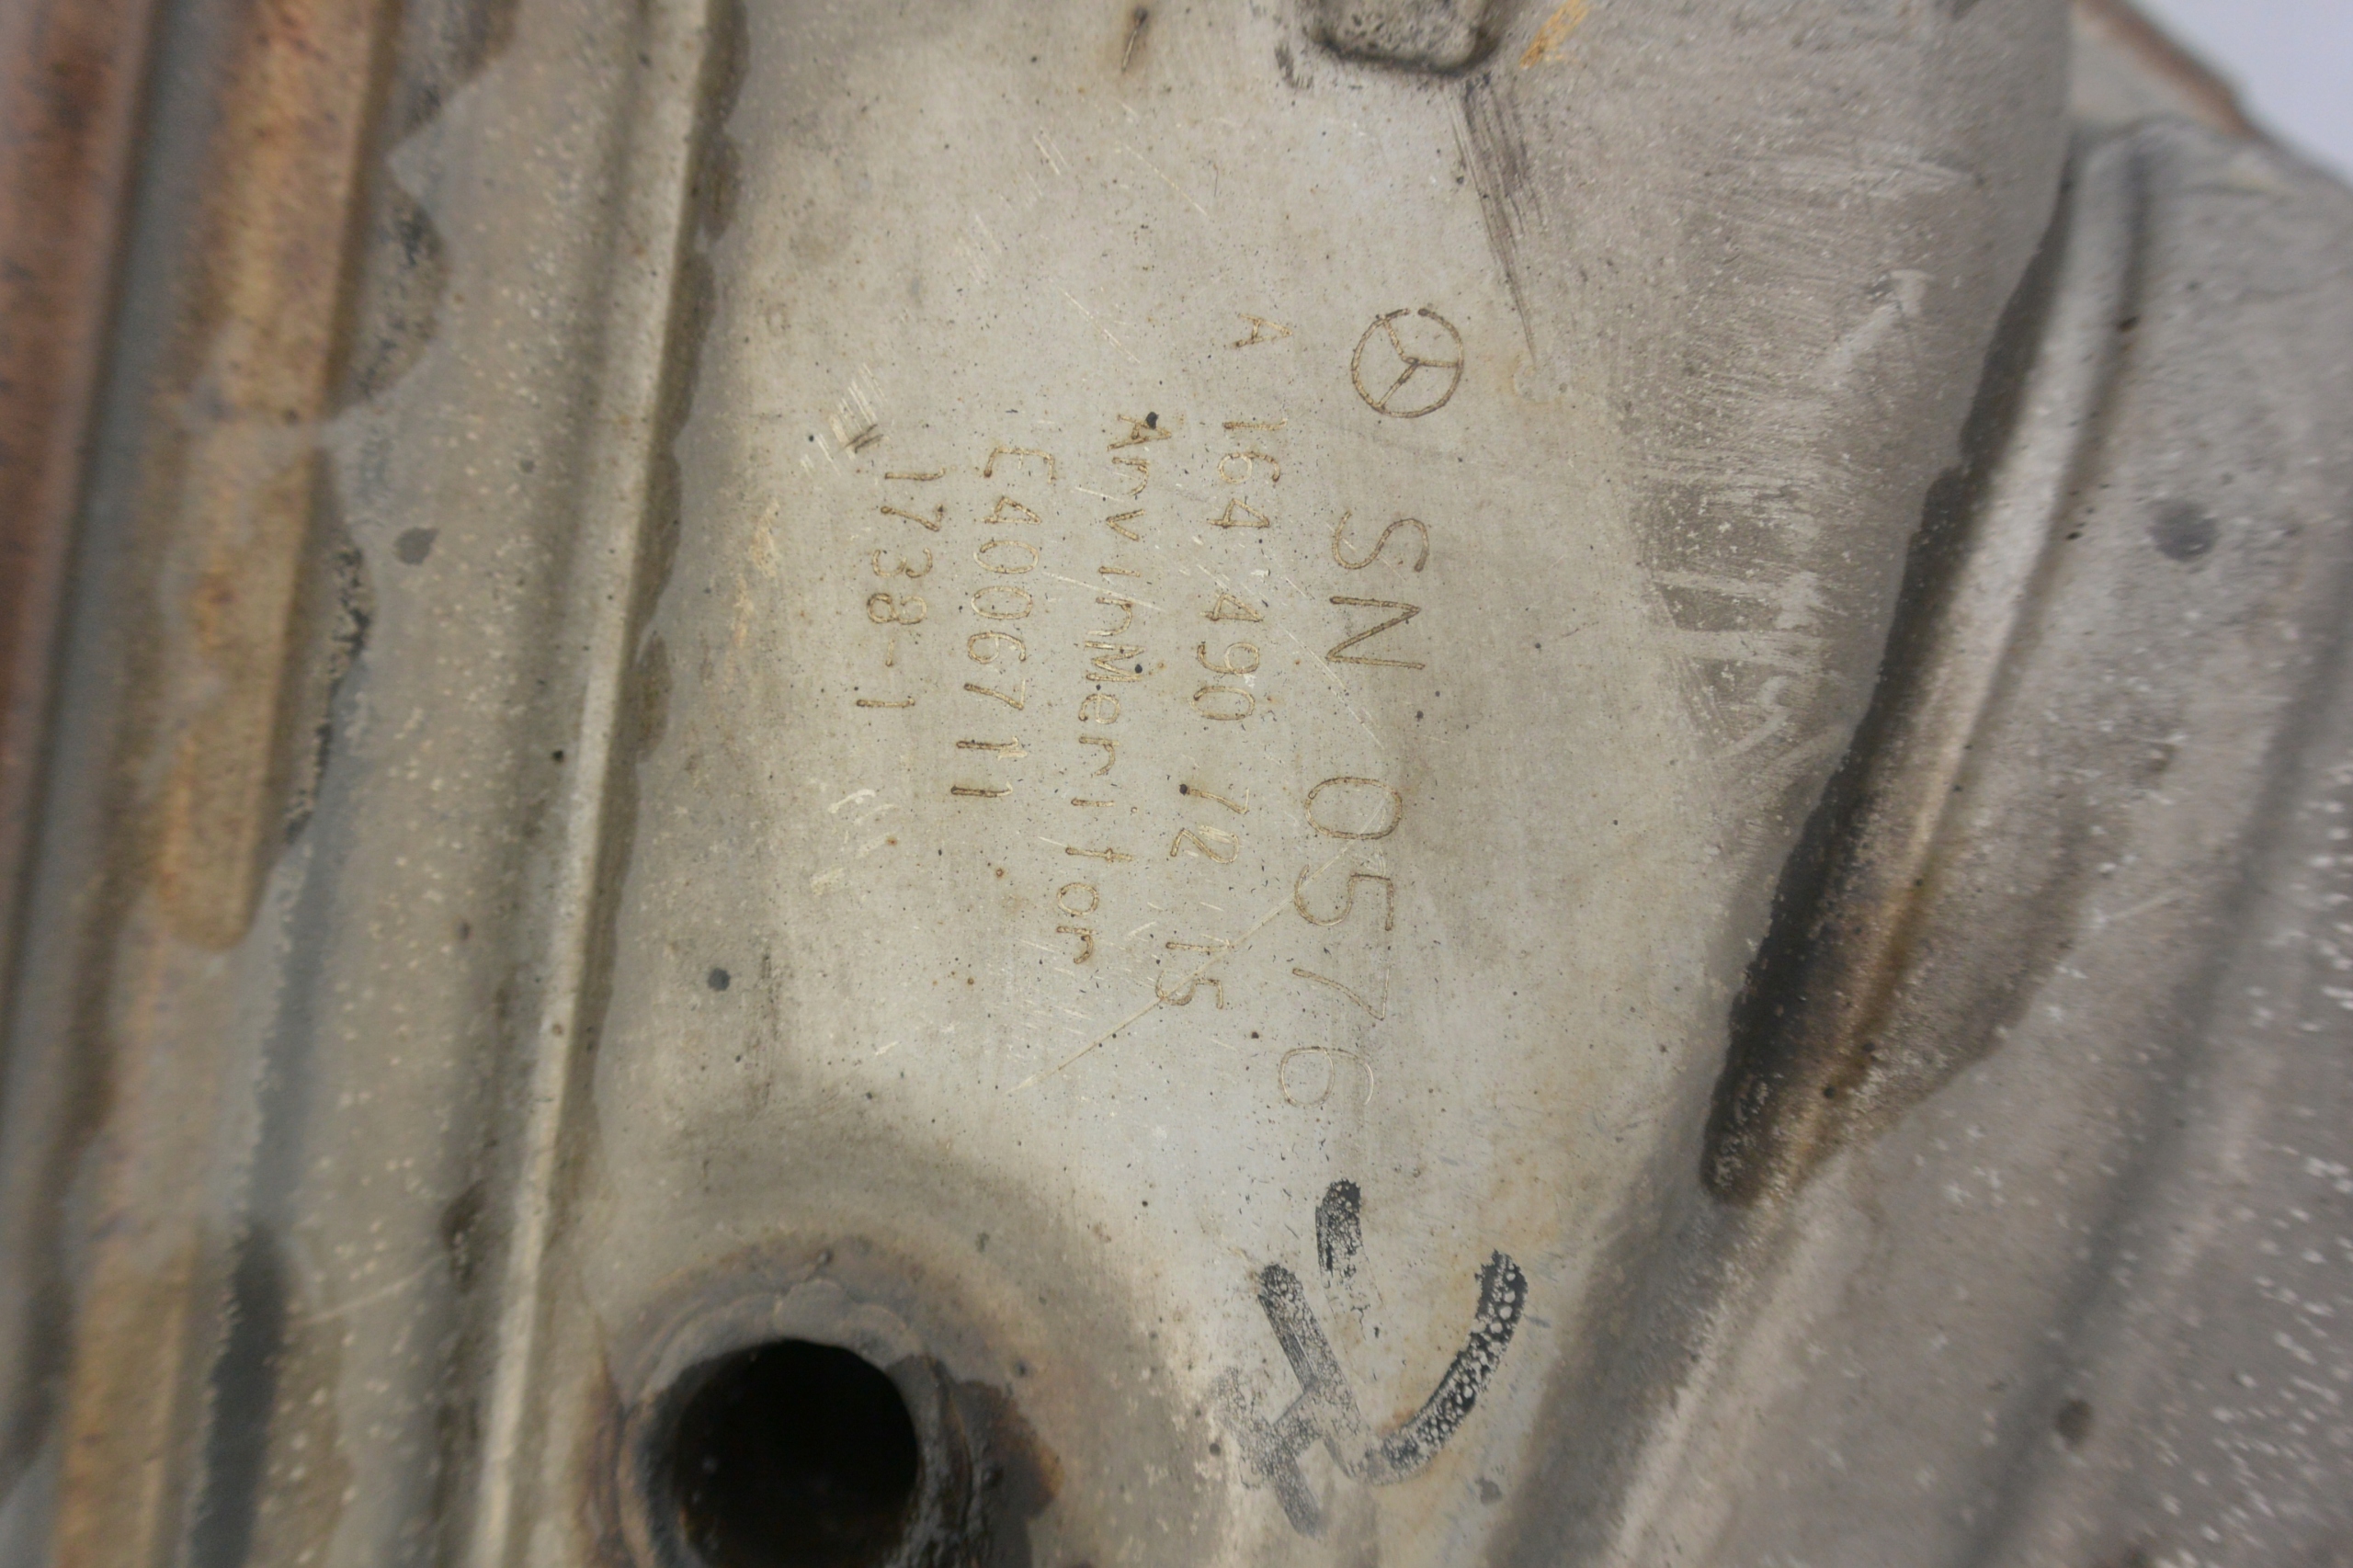 SN 0576
A 164 490 72 15
ArvinMeritor
E4006711
1738-1